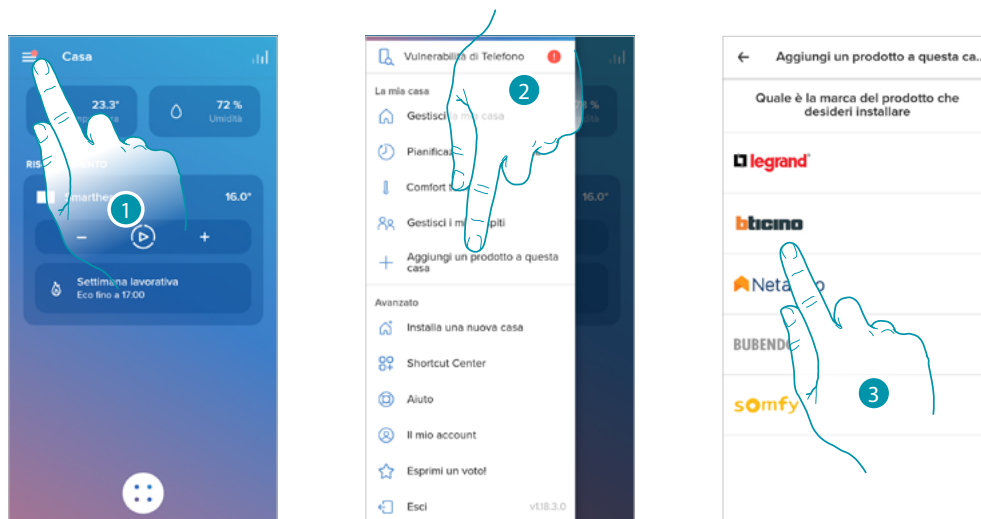 Casa
23.3°
72 %
Umidità
16.0°
1
−
+
Settimana lavorativa
Eco fino a 17:00
Vulnerabilità di Telefono
!
2
La mia casa
Gestisci la mia casa
Comfort
16.0°
Gestisci i
Aggiungi un prodotto a questa
casa
Avanzato
Installa una nuova casa
Shortcut Center
Aiuto
Il mio account
Esprimi un voto!
Esci
v1.18.3.0
Aggiungi un prodotto a questa ca...
Quale è la marca del prodotto che
desideri installare
legrand
bticino
somfy
3